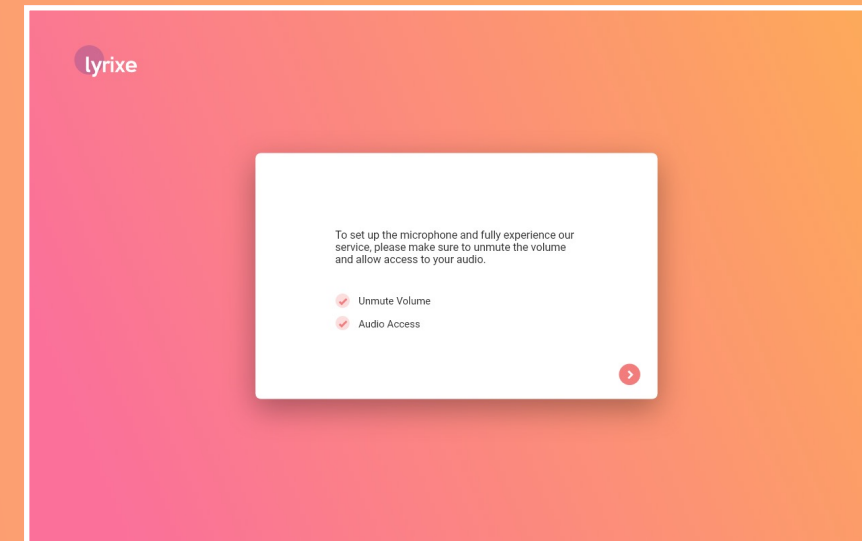 lyrixe
To set up the microphone and fully experience our
service, please make sure to unmute the volume
and allow access to your audio.
Unmute Volume
Audio Access